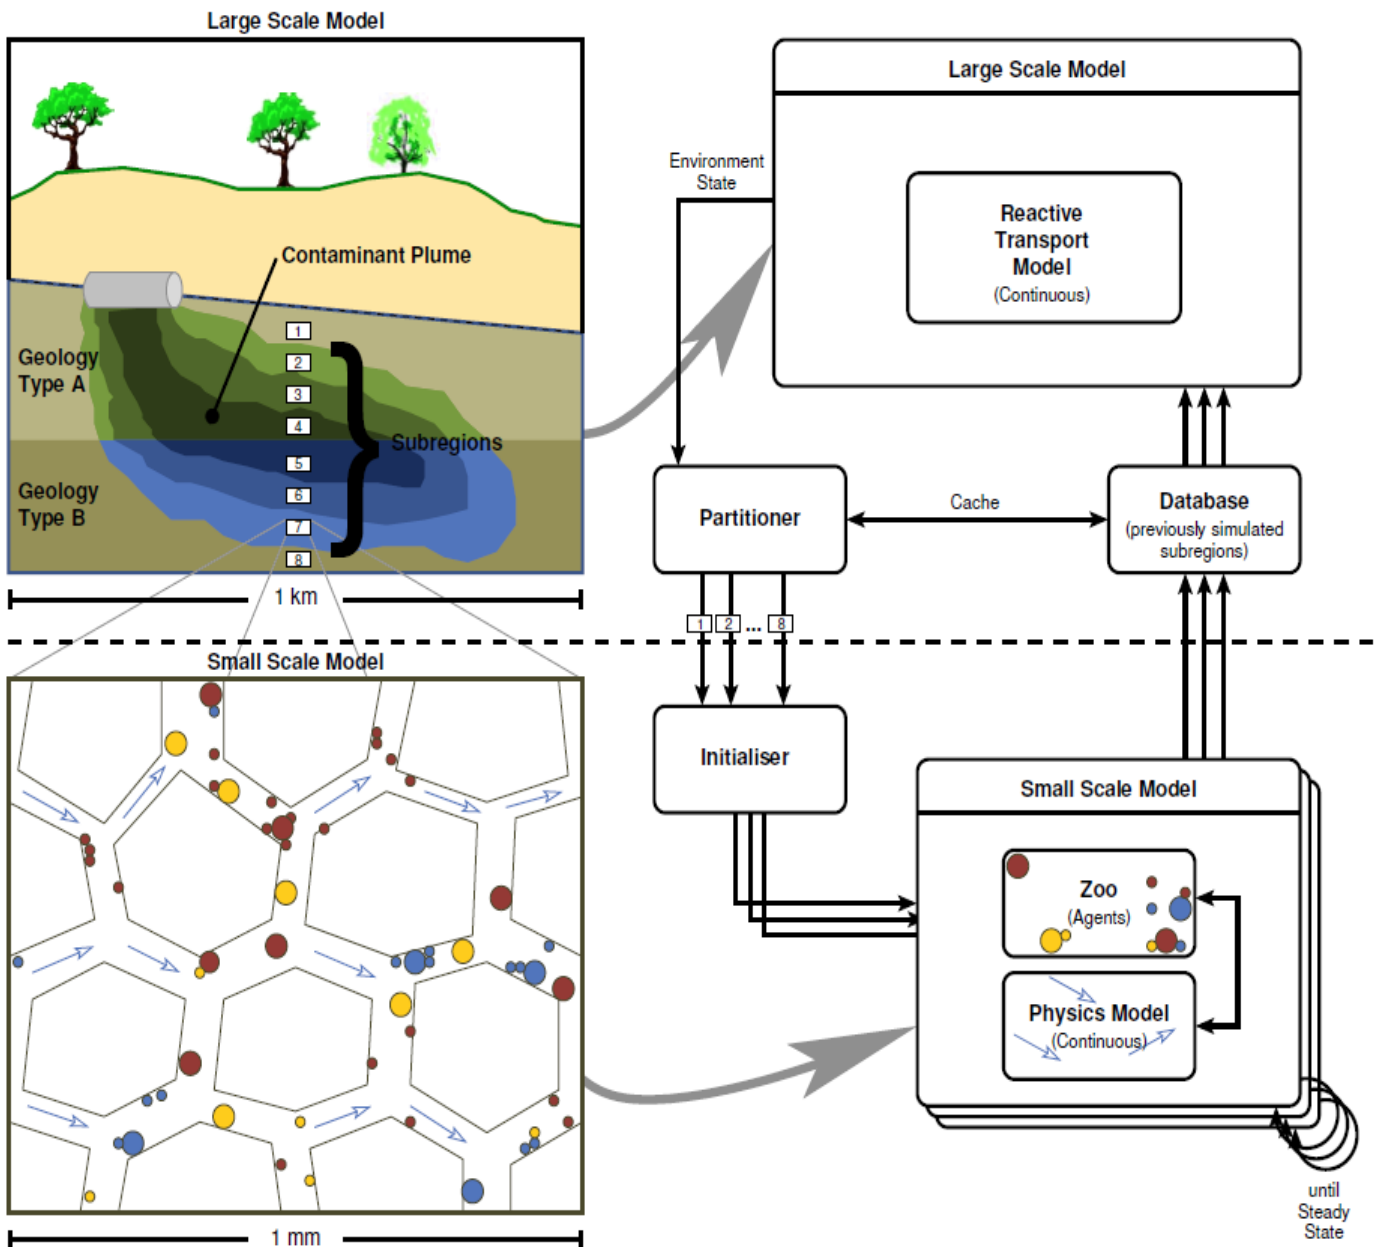 Large Scale Model
Contaminant Plume
Geology
Type A
Geology
Type B
1
2
3
4
5
6
7
8
Subregions
1 km
Small Scale Model
1 mm
Large Scale Model
Reactive
Transport
Model
(Continuous)
Environment
State
Partitioner
Cache
Database
(previously simulated
subregions)
1 2 ... 8
Initialiser
Small Scale Model
Zoo
(Agents)
Physics Model
(Continuous)
until
Steady
State